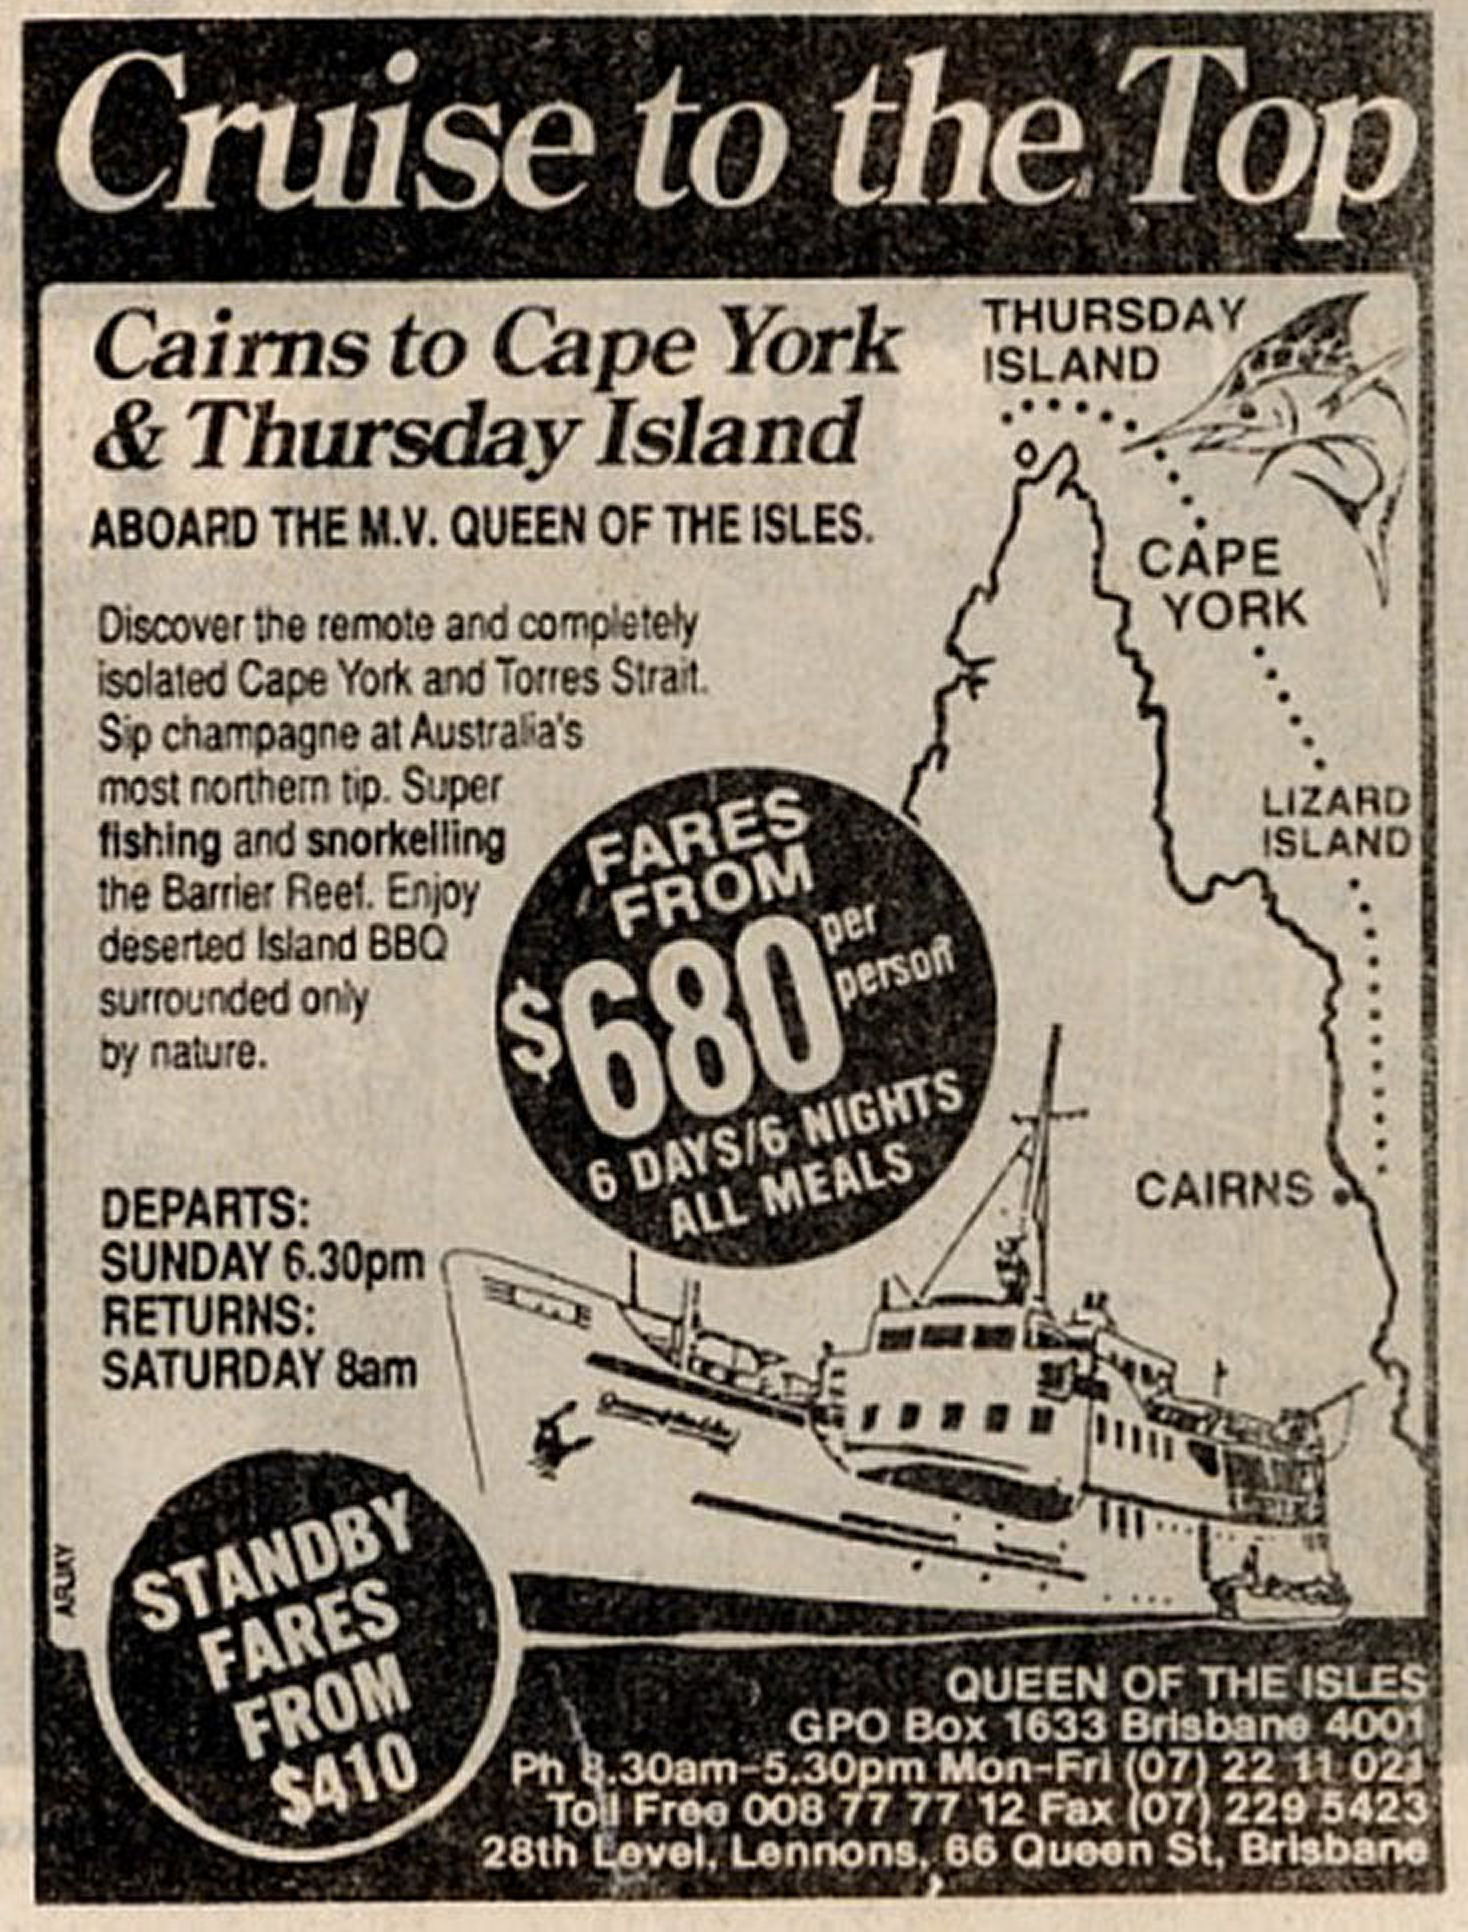 Cruise to the Top
Cairns to Cape York
& Thursday Island
ABOARD THE M.V. QUEEN OF THE ISLES.
Discover the remote and completely
isolated Cape York and Torres Strait.
Sip champagne at Australia's
most northern tip. Super
fishing and snorkelling
the Barrier Reef. Enjoy
deserted Island BBQ
surrounded only
by nature.
FARES
FROM
$680 per
person
6 DAYS/6 NIGHTS
ALL MEALS
THURSDAY
ISLAND
CAPE
YORK
LIZARD
ISLAND
CAIRNS
DEPARTS:
SUNDAY 6.30pm
RETURNS:
SATURDAY 8am
STANDBY
FARES
FROM
$410
QUEEN OF THE ISLES
GPO Box 1633 Brisbane 4001
Ph 8.30am-5.30pm Mon-Fri (07) 22 11 021
Toll Free 008 77 77 12 Fax (07) 229 5423
28th Level, Lennons, 66 Queen St, Brisbane